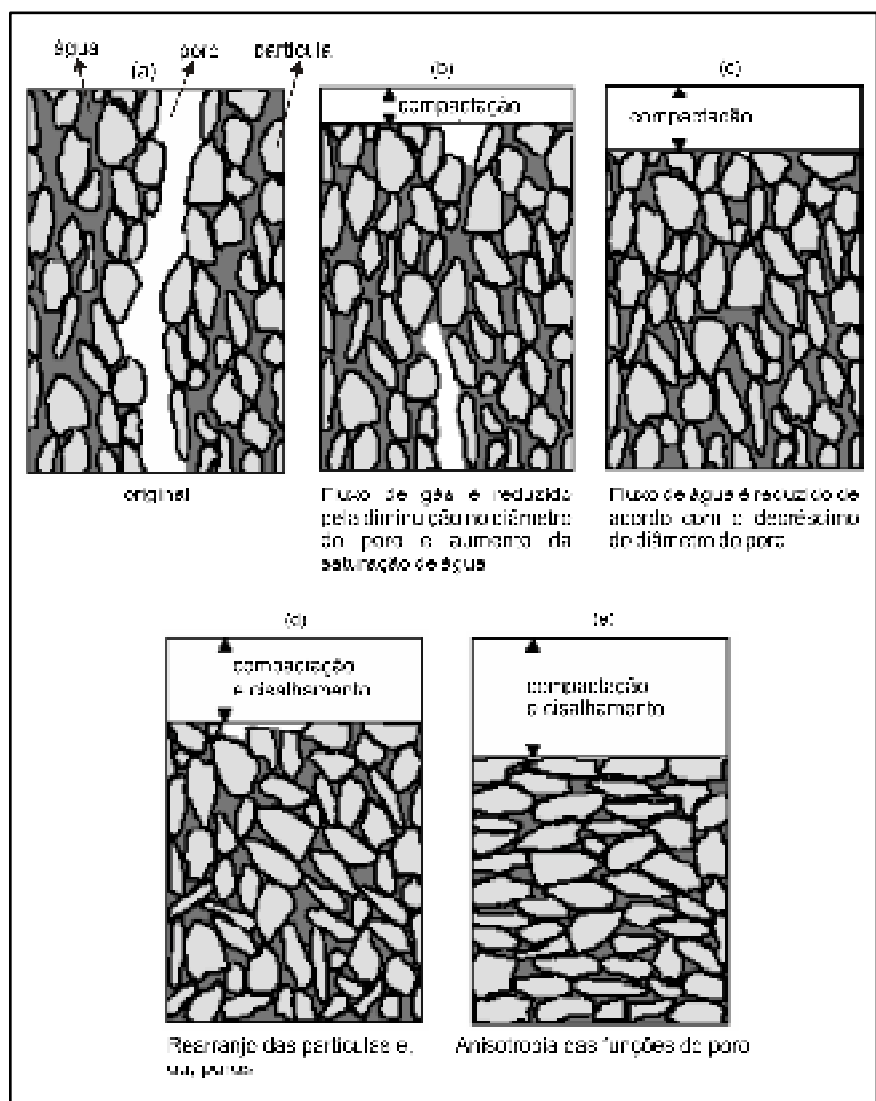 água poro partícula
(a)
(b)
(c)
compactação
compactação
original
Fluxo de gás é reduzido
pela diminuição no diâmetro
do poro e aumento da
saturação de água
Fluxo de água é reduzido de
acordo com o decréscimo
do diâmetro do poro
(d)
(e)
compactação
e cisalhamento
compactação
e cisalhamento
Rearranjo das partículas e,
poros
Anisotropia das funções do poro